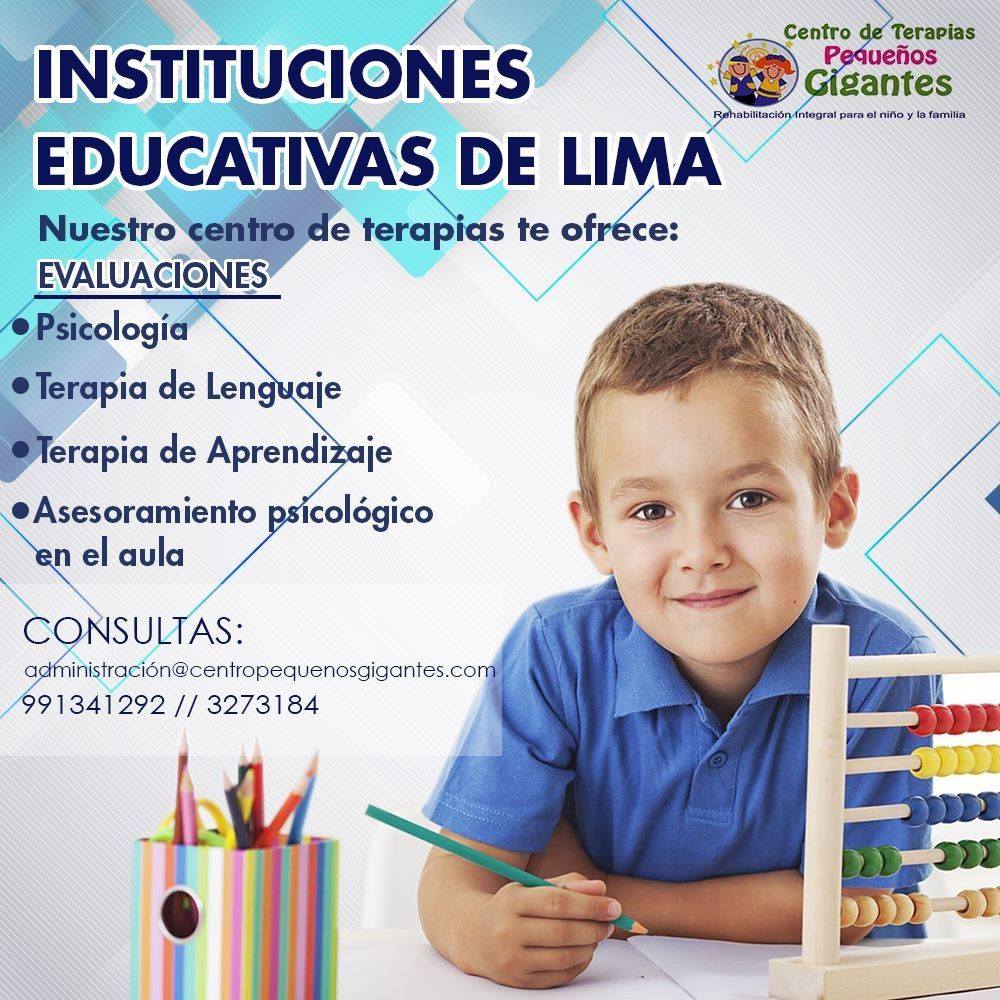 Centro de Terapias
Pequeños
Gigantes
Rehabilitación Integral para el niño y la familia
INSTITUCIONES
EDUCATIVAS DE LIMA
Nuestro centro de terapias te ofrece:
EVALUACIONES
• Psicología
• Terapia de Lenguaje
• Terapia de Aprendizaje
• Asesoramiento psicológico
en el aula
CONSULTAS:
administración@centropequenosgigantes.com
991341292 // 3273184